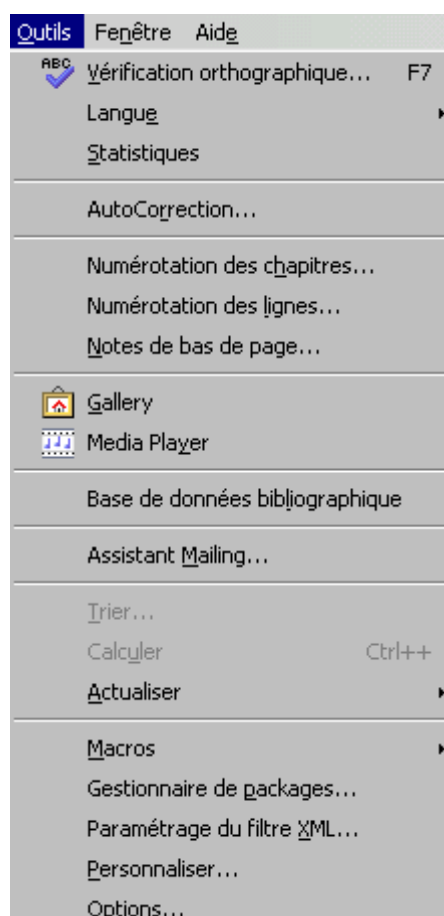 Outils Fenêtre Aide
ABC Vérification orthographique... F7
Langue
Statistiques
AutoCorrection...
Numérotation des chapitres...
Numérotation des lignes...
Notes de bas de page...
Gallery
Media Player
Base de données bibliographique
Assistant Mailing...
Trier...
Calculer Ctrl++
Actualiser
Macros
Gestionnaire de packages...
Paramétrage du filtre XML...
Personnaliser...
Options...